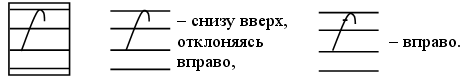 – снизу вверх,
отклоняясь
вправо,
– вправо.